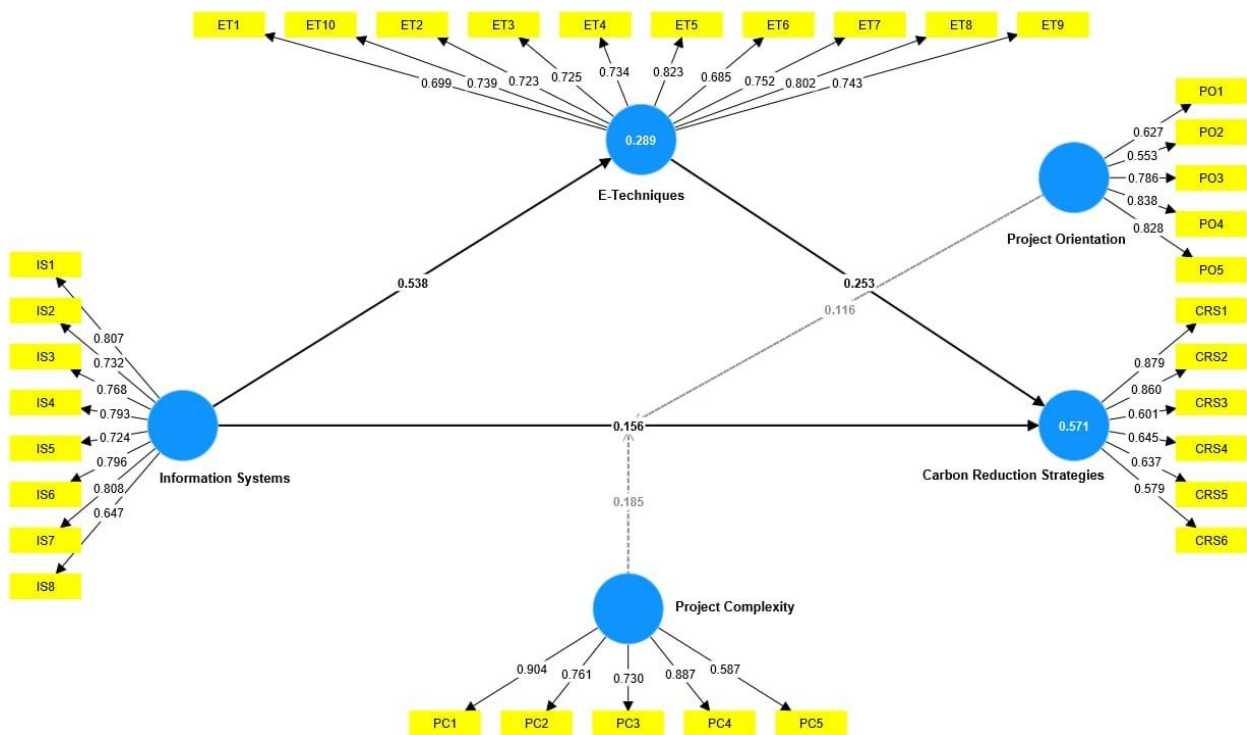 ET1
ET10
ET2
ET3
ET4
ET5
ET6
ET7
ET8
ET9
0.699
0.739
0.723
0.725
0.734
0.823
0.685
0.752
0.802
0.743
0.289
E-Techniques
PO1
PO2
PO3
PO4
PO5
0.627
0.553
0.786
0.838
0.828
Project Orientation
0.538
0.253
0.116
IS1
IS2
IS3
IS4
IS5
IS6
IS7
IS8
0.807
0.732
0.768
0.793
0.724
0.796
0.808
0.647
Information Systems
0.156
0.571
Carbon Reduction Strategies
CRS1
CRS2
CRS3
CRS4
CRS5
CRS6
0.879
0.860
0.601
0.645
0.637
0.579
0.185
Project Complexity
0.904
0.761
0.730
0.887
0.587
PC1
PC2
PC3
PC4
PC5